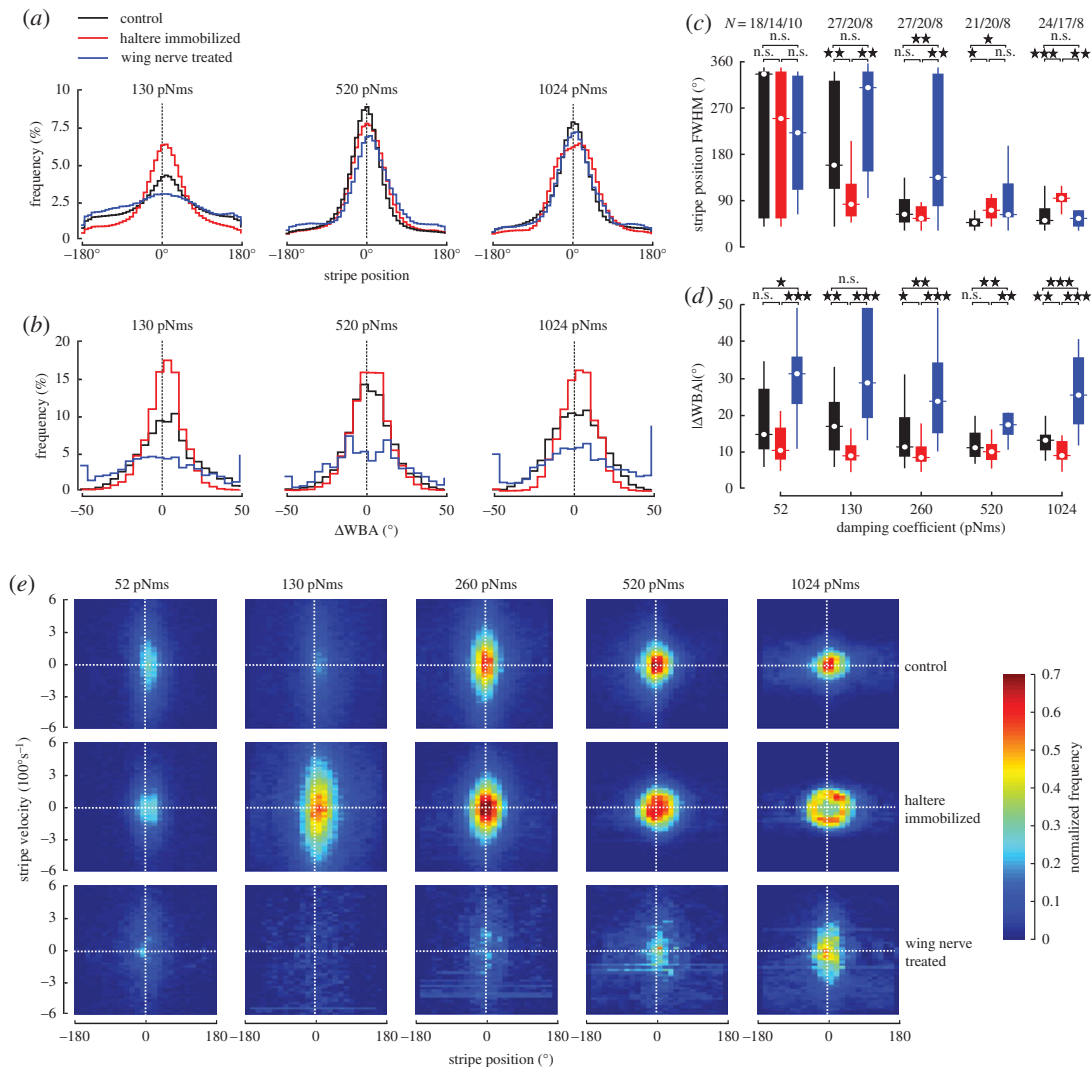 (a)
control
haltere immobilized
wing nerve treated
130 pNms 520 pNms 1024 pNms
10
7.5
5.0
2.5
0
frequency (%)
−180° 0° 180° −180° 0° 180° −180° 0° 180°
stripe position
(b)
130 pNms 520 pNms 1024 pNms
20
15
10
5
0
frequency (%)
−50 0 50 −50 0 50 −50 0 50
ΔWBA (°)
(c)
N = 18/14/10 27/20/8 27/20/8 21/20/8 24/17/8
n.s. n.s. ★★ ★ n.s.
n.s. n.s. ★★ ★★ n.s. ★★ ★ n.s. ★★★ ★★
360
270
180
90
0
stripe position FWHM (°)
(d)
★ n.s. ★★ ★★ ★★★
n.s. ★★★ ★★ ★★★ ★ ★★★ n.s. ★★ ★★ ★★★
50
40
30
20
10
0
|ΔWBA|(°)
52 130 260 520 1024
damping coefficient (pNms)
(e)
52 pNms 130 pNms 260 pNms 520 pNms 1024 pNms
6
3
0
−3
−6
control
6
3
0
−3
−6
haltere
immobilized
6
3
0
−3
−6
wing nerve
treated
stripe velocity (100°s⁻¹)
−180 0 180 −180 0 180 −180 0 180 −180 0 180 −180 0 180
stripe position (°)
0.7
0.6
0.5
0.4
0.3
0.2
0.1
0
normalized frequency